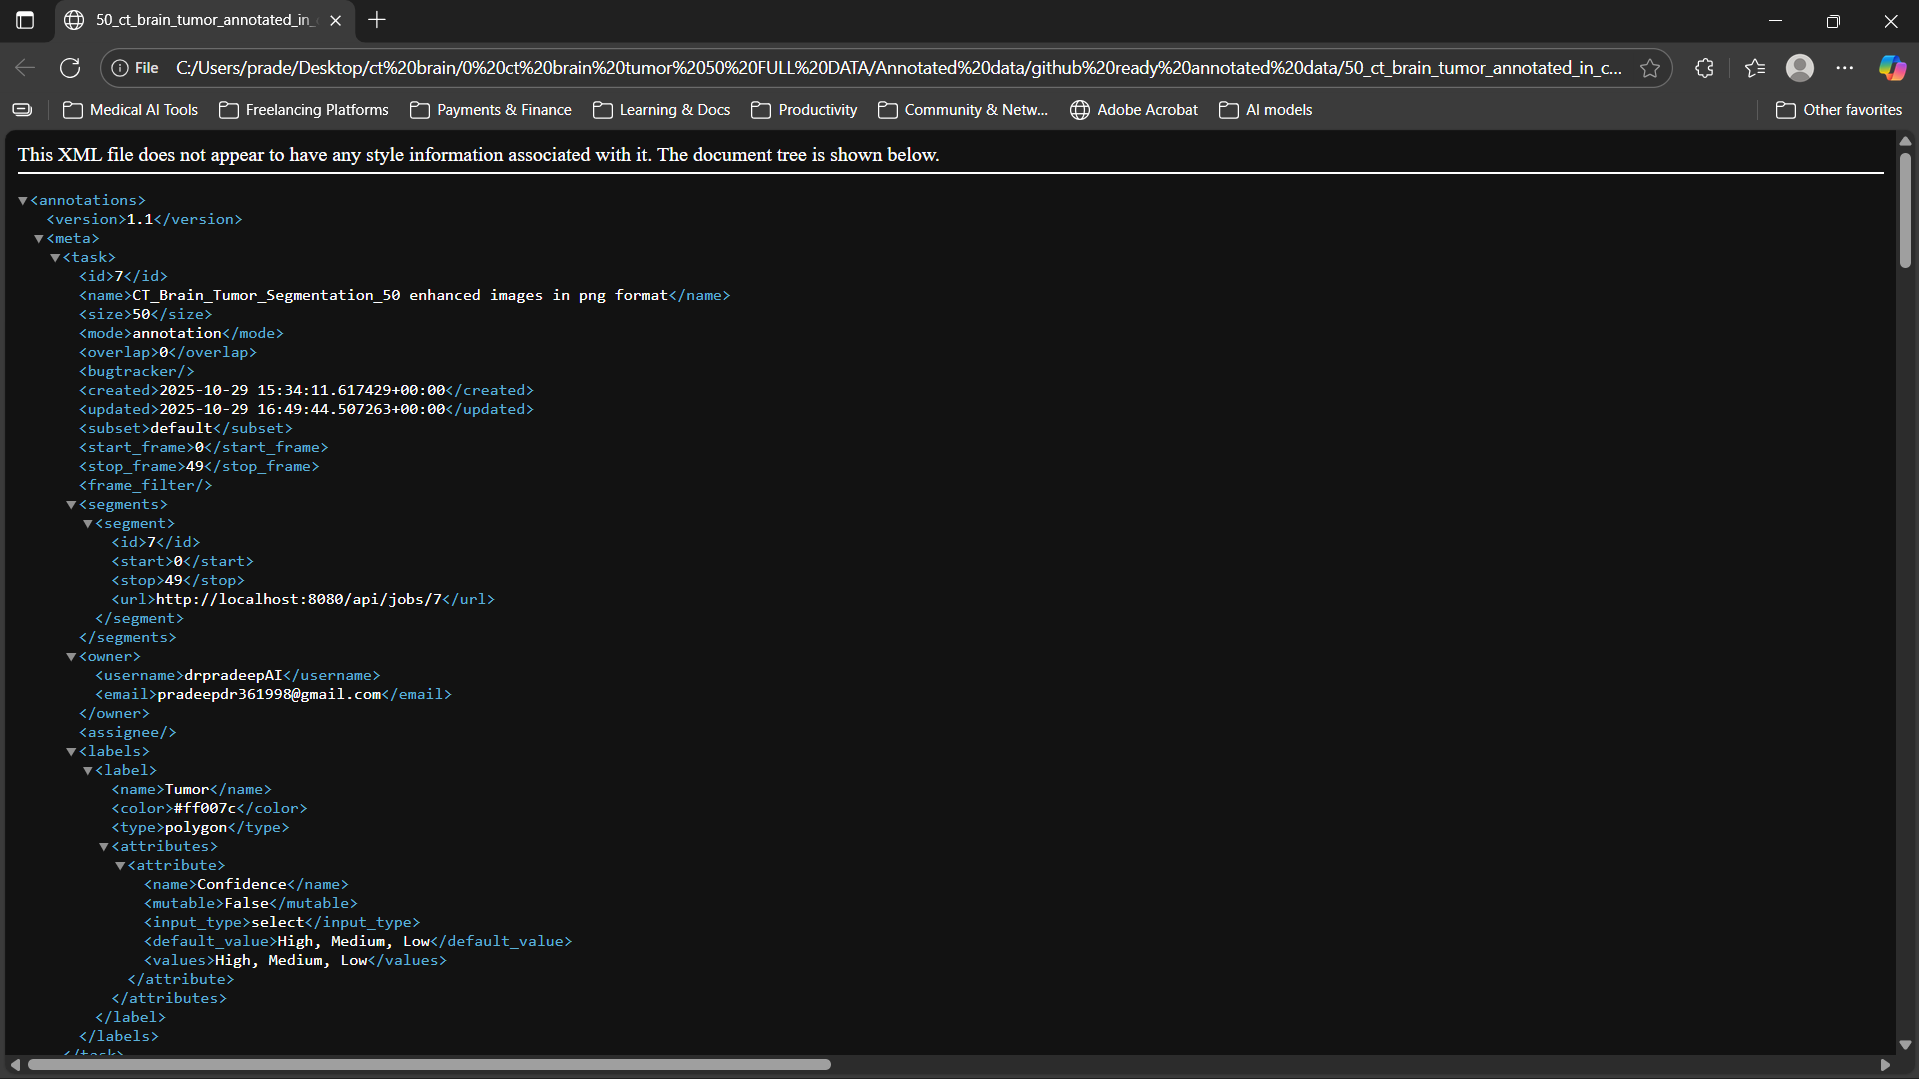 50_ct_brain_tumor_annotated_in_
File C:/Users/prade/Desktop/ct%20brain/0%20ct%20brain%20tumor%2050%20FULL%20DATA/Annotated%20data/github%20ready%20annotated%20data/50_ct_brain_tumor_annotated_in_c...
Medical AI Tools Freelancing Platforms Payments & Finance Learning & Docs Productivity Community & Netw... Adobe Acrobat AI models Other favorites
This XML file does not appear to have any style information associated with it. The document tree is shown below.
<annotations>
<version>1.1</version>
<meta>
<task>
<id>7</id>
<name>CT_Brain_Tumor_Segmentation_50 enhanced images in png format</name>
<size>50</size>
<mode>annotation</mode>
<overlap>0</overlap>
<bugtracker/>
<created>2025-10-29 15:34:11.617429+00:00</created>
<updated>2025-10-29 16:49:44.507263+00:00</updated>
<subset>default</subset>
<start_frame>0</start_frame>
<stop_frame>49</stop_frame>
<frame_filter/>
<segments>
<segment>
<id>7</id>
<start>0</start>
<stop>49</stop>
<url>http://localhost:8080/api/jobs/7</url>
</segment>
</segments>
<owner>
<username>drpradeepAI</username>
<email>pradeepdr361998@gmail.com</email>
</owner>
<assignee/>
<labels>
<label>
<name>Tumor</name>
<color>#ff007c</color>
<type>polygon</type>
<attributes>
<attribute>
<name>Confidence</name>
<mutable>False</mutable>
<input_type>select</input_type>
<default_value>High, Medium, Low</default_value>
<values>High, Medium, Low</values>
</attribute>
</attributes>
</label>
</labels>
</task>